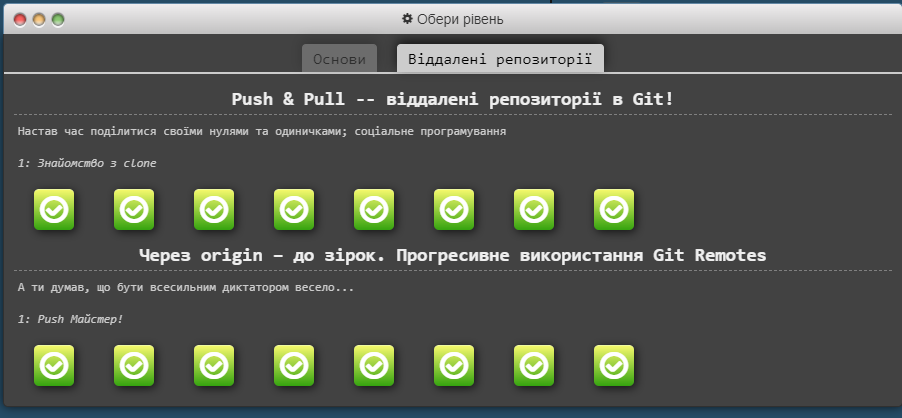 Обери рівень
Основи
Віддалені репозиторії
Push & Pull -- віддалені репозиторії в Git!
Настав час поділитися своїми нулями та одиничками; соціальне програмування
1: Знайомство з clone
Через origin – до зірок. Прогресивне використання Git Remotes
А ти думав, що бути всесильним диктатором весело...
1: Push Майстер!